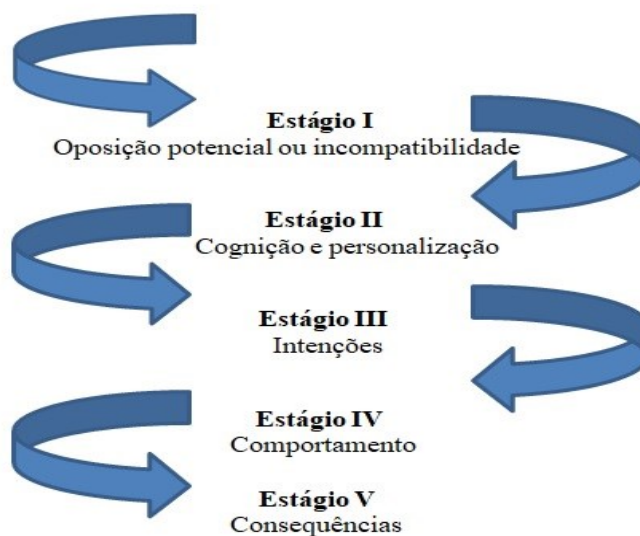 Estágio I
Oposição potencial ou incompatibilidade
Estágio II
Cognição e personalização
Estágio III
Intenções
Estágio IV
Comportamento
Estágio V
Consequências